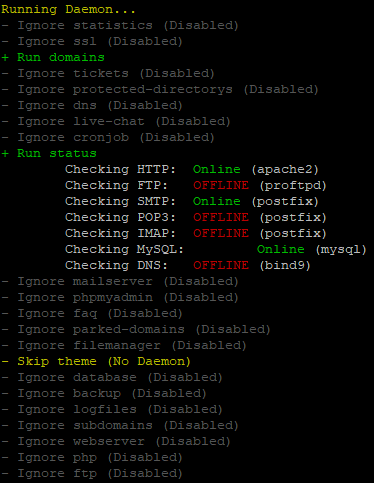 Running Daemon...
- Ignore statistics (Disabled)
- Ignore ssl (Disabled)
+ Run domains
- Ignore tickets (Disabled)
- Ignore protected-directorys (Disabled)
- Ignore dns (Disabled)
- Ignore live-chat (Disabled)
- Ignore cronjob (Disabled)
+ Run status
Checking HTTP: Online (apache2)
Checking FTP: OFFLINE (proftpd)
Checking SMTP: Online (postfix)
Checking POP3: OFFLINE (postfix)
Checking IMAP: OFFLINE (postfix)
Checking MySQL: Online (mysql)
Checking DNS: OFFLINE (bind9)
- Ignore mailserver (Disabled)
- Ignore phpmyadmin (Disabled)
- Ignore faq (Disabled)
- Ignore parked-domains (Disabled)
- Ignore filemanager (Disabled)
- Skip theme (No Daemon)
- Ignore database (Disabled)
- Ignore backup (Disabled)
- Ignore logfiles (Disabled)
- Ignore subdomains (Disabled)
- Ignore webserver (Disabled)
- Ignore php (Disabled)
- Ignore ftp (Disabled)